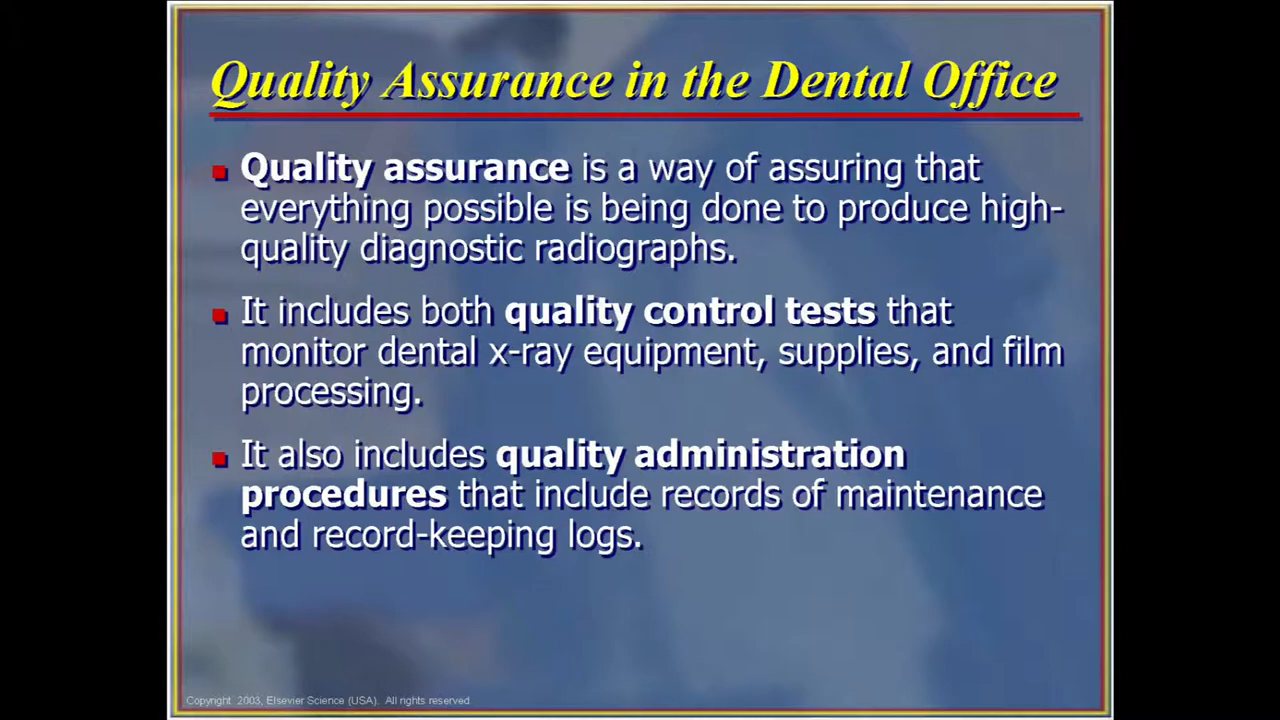 Quality Assurance in the Dental Office
Quality assurance is a way of assuring that
everything possible is being done to produce high-
quality diagnostic radiographs.
It includes both quality control tests that
monitor dental x-ray equipment, supplies, and film
processing.
It also includes quality administration
procedures that include records of maintenance
and record-keeping logs.
Copyright 2003, Elsevier Science (USA). All rights reserved